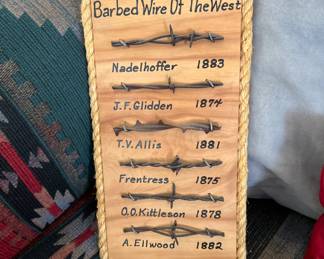 Barbed Wire Of The West
Nadelhoffer 1883
J.F. Glidden 1874
T.V. Allis 1881
Frentress 1875
O.O. Kittleson 1878
A. Ellwood 1882